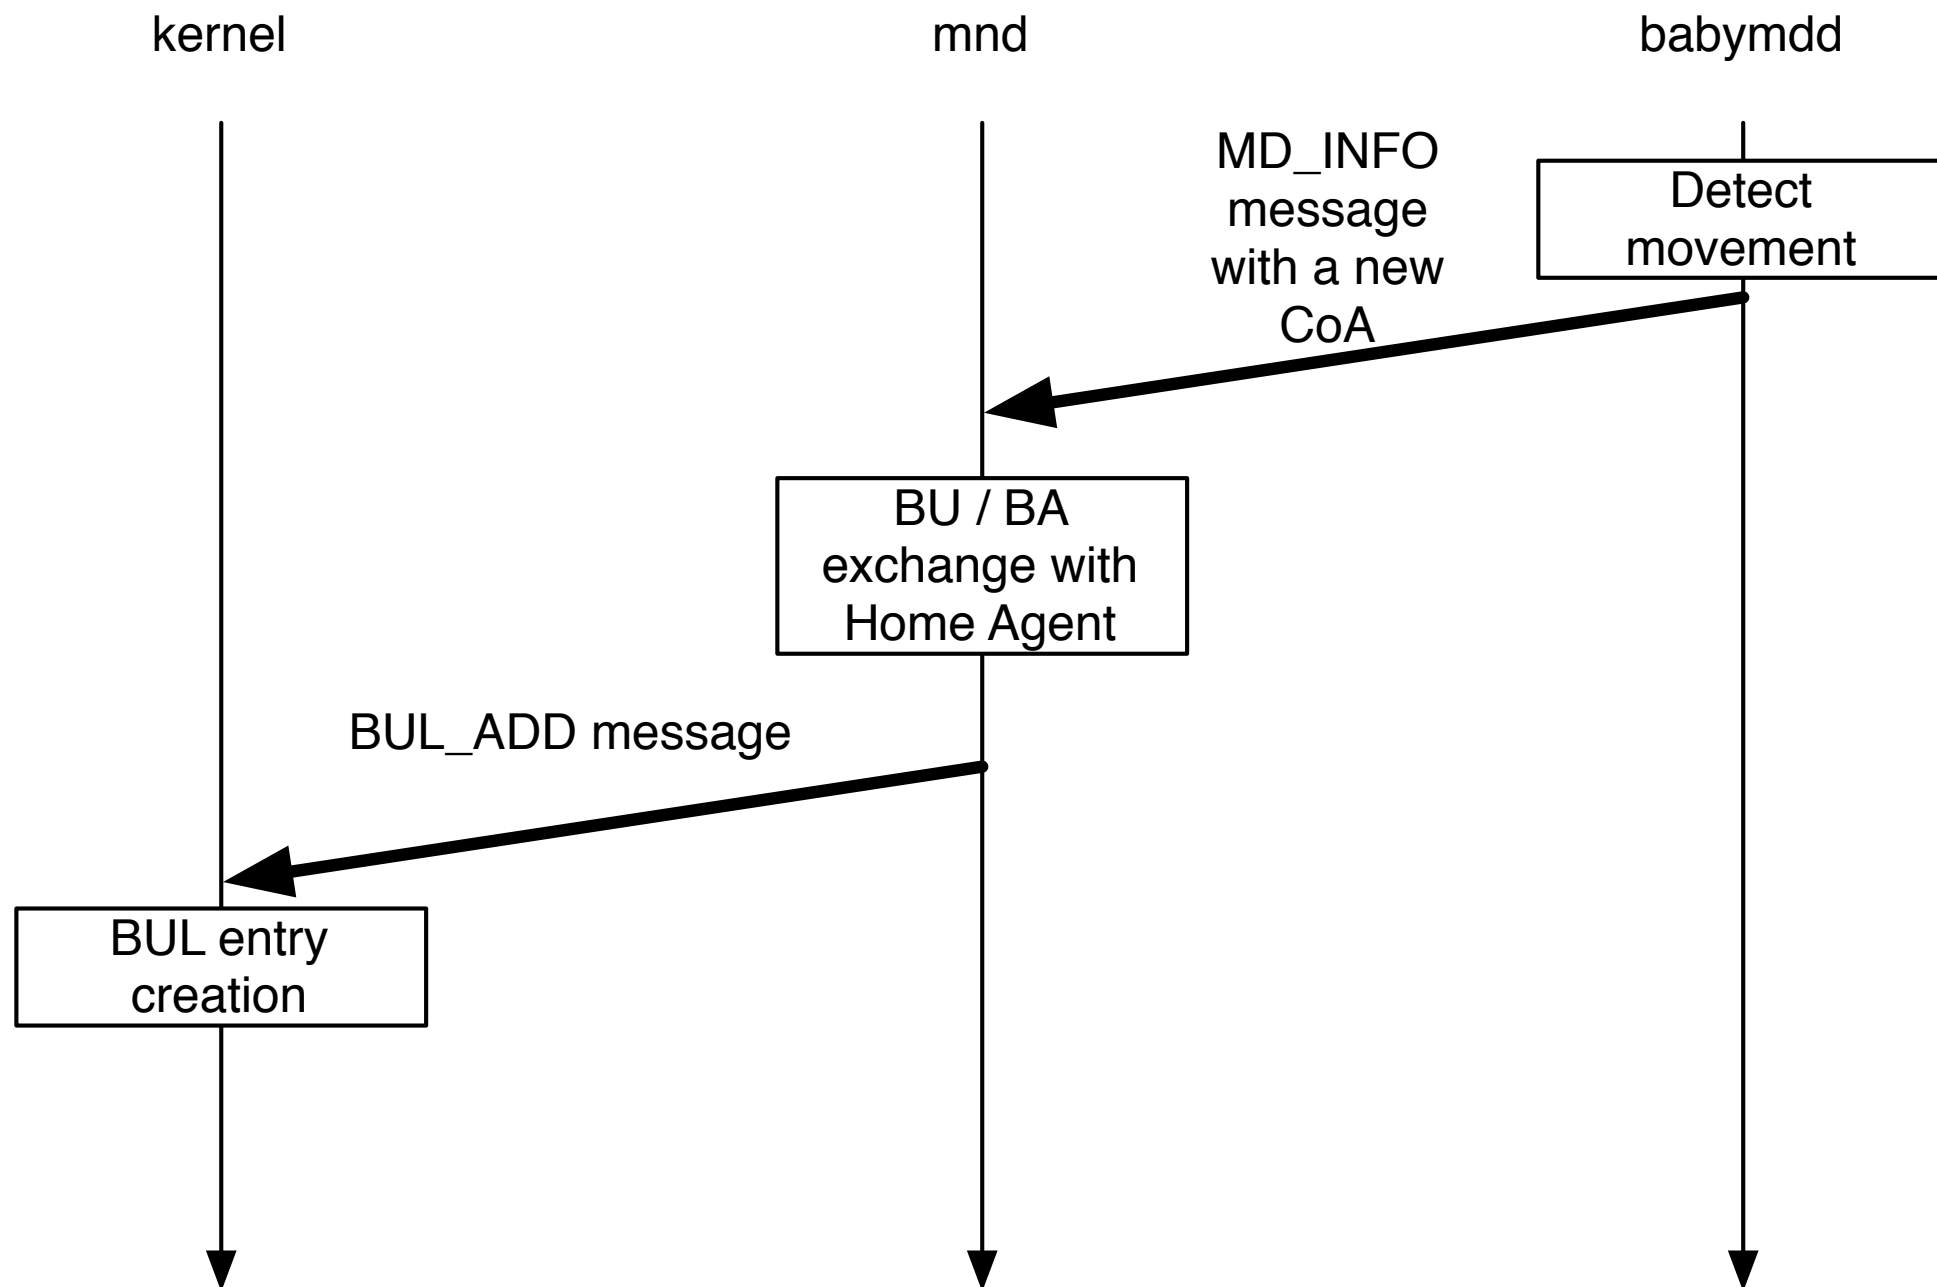 kernel
mnd
babymdd
MD_INFO
message
with a new
CoA
Detect
movement
BU / BA
exchange with
Home Agent
BUL_ADD message
BUL entry
creation